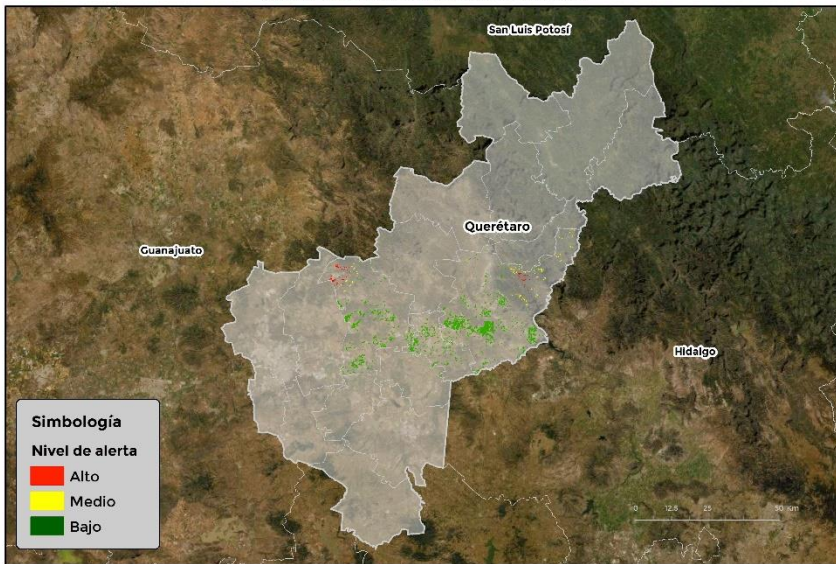 San Luis Potosí
Querétaro
Guanajuato
Hidalgo
Simbología
Nivel de alerta
Alto
Medio
Bajo
0 12.5 25 50 Km